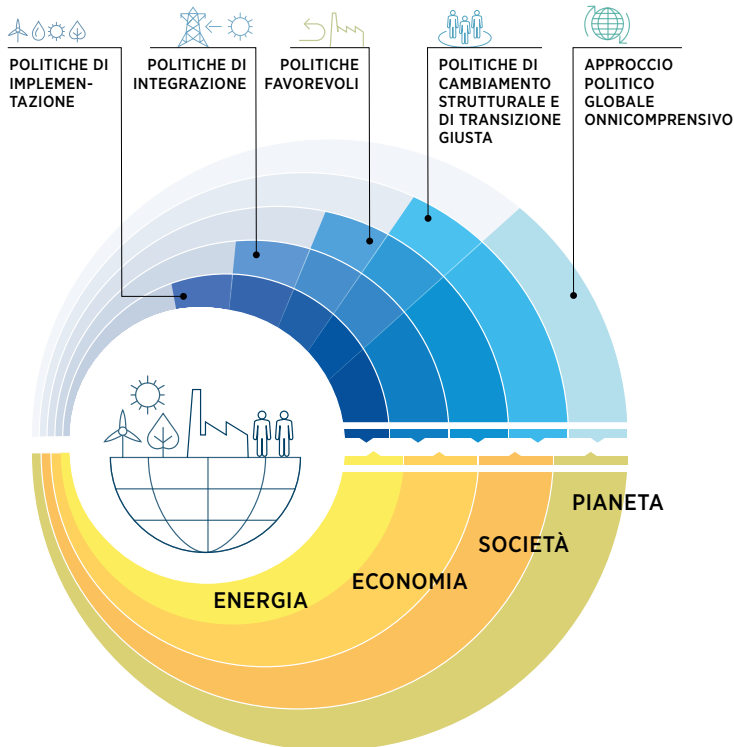 POLITICHE DI
IMPLEMEN-
TAZIONE
POLITICHE DI
INTEGRAZIONE
POLITICHE
FAVOREVOLI
POLITICHE DI
CAMBIAMENTO
STRUTTURALE E
DI TRANSIZIONE
GIUSTA
APPROCCIO
POLITICO
GLOBALE
ONNICOMPRENSIVO
PIANETA
SOCIETÀ
ECONOMIA
ENERGIA